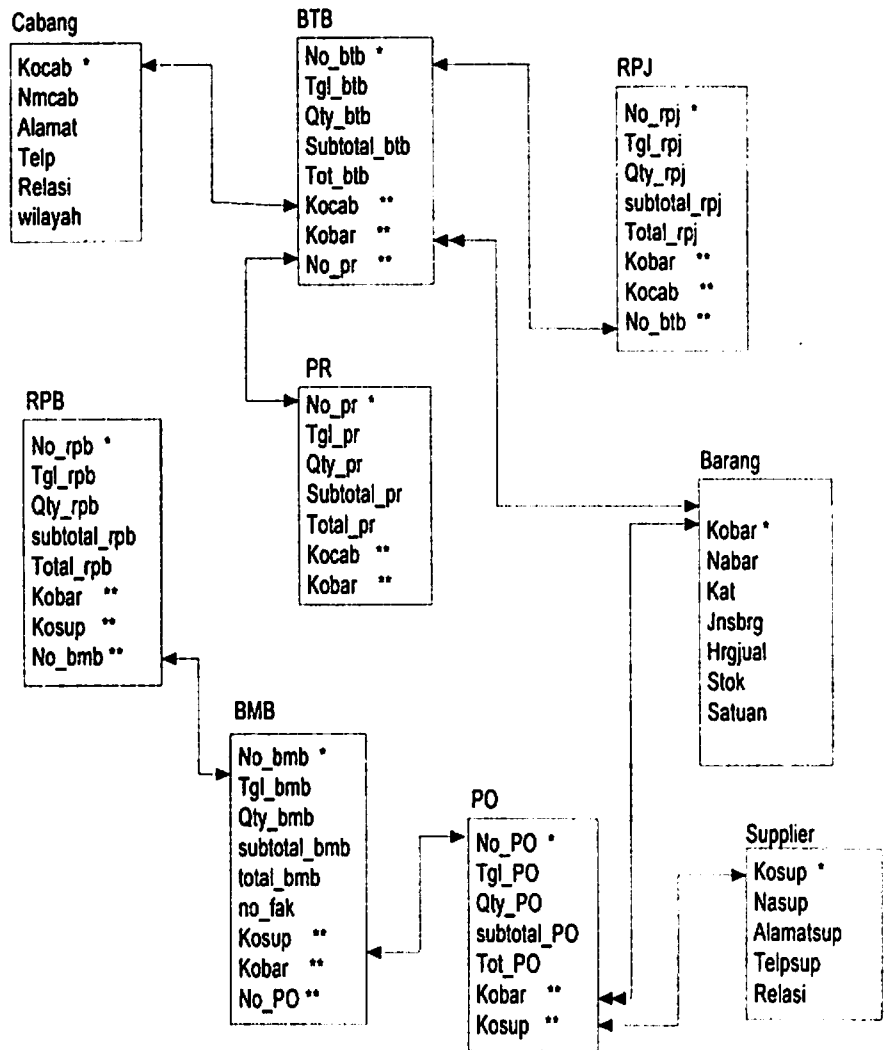 Cabang
Kocab *
Nmcab
Alamat
Telp
Relasi
wilayah
BTB
No_btb *
Tgl_btb
Qty_btb
Subtotal_btb
Tot_btb
Kocab **
Kobar **
No_pr **
RPJ
No_rpj *
Tgl_rpj
Qty_rpj
subtotal_rpj
Total_rpj
Kobar **
Kocab **
No_btb **
PR
No_pr *
Tgl_pr
Qty_pr
Subtotal_pr
Total_pr
Kocab **
Kobar **
RPB
No_rpb *
Tgl_rpb
Qty_rpb
subtotal_rpb
Total_rpb
Kobar **
Kosup **
No_bmb **
Barang
Kobar *
Nabar
Kat
Jnsbrg
Hrgjual
Stok
Satuan
BMB
No_bmb *
Tgl_bmb
Qty_bmb
subtotal_bmb
total_bmb
no_fak
Kosup **
Kobar **
No_PO **
PO
No_PO *
Tgl_PO
Qty_PO
subtotal_PO
Tot_PO
Kobar **
Kosup **
Supplier
Kosup *
Nasup
Alamatsup
Telpsup
Relasi